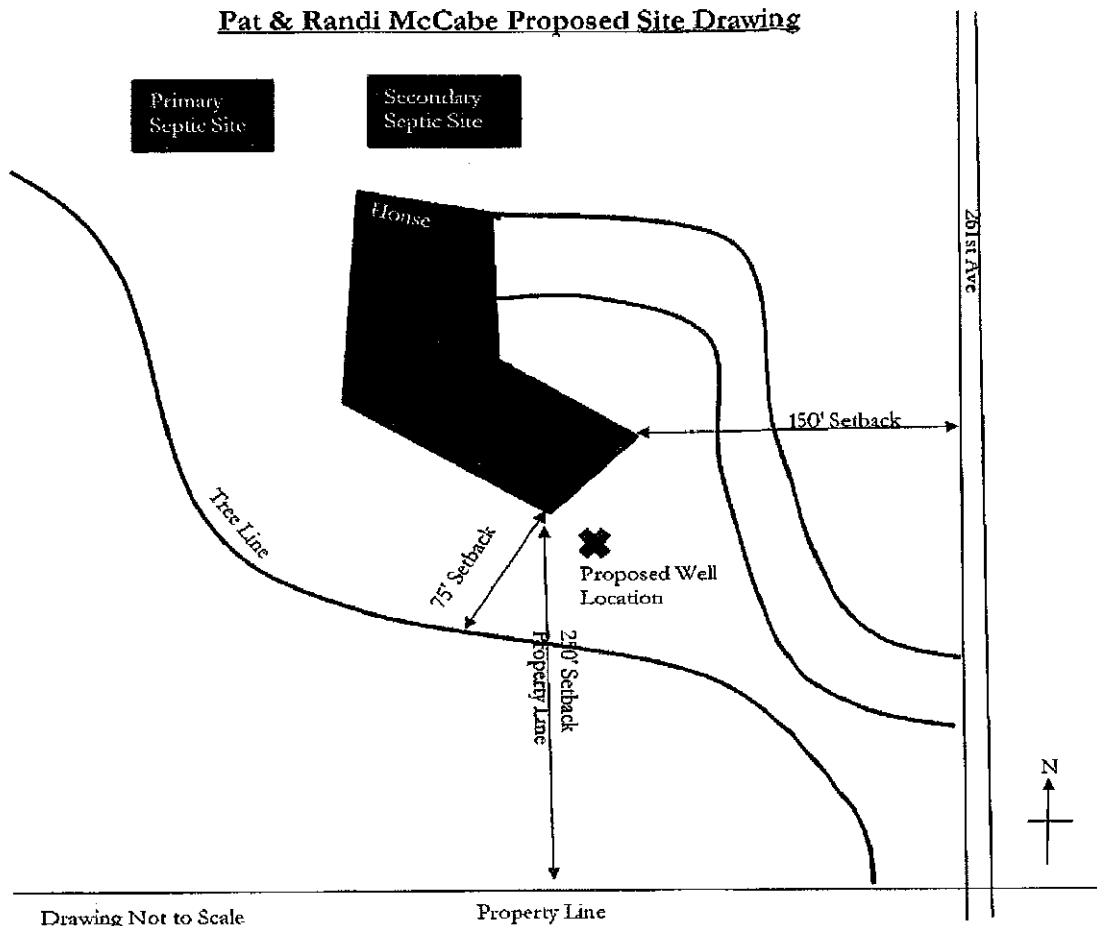 Pat & Randi McCabe Proposed Site Drawing
Primary
Septic Site
Secondary
Septic Site
House
261st Ave
150' Setback
Tree Line
75' Setback
Proposed Well
Location
250' Setback
Property Line
N
Drawing Not to Scale
Property Line